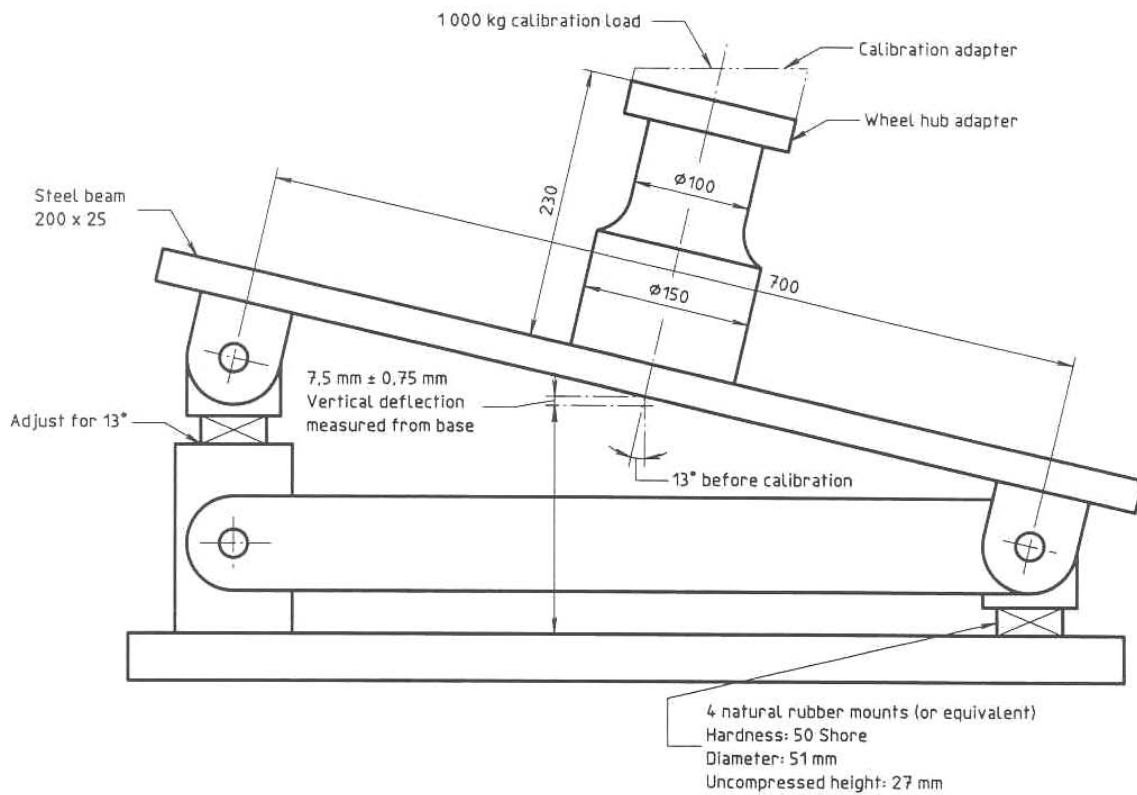 1 000 kg calibration load
Calibration adapter
Wheel hub adapter
Steel beam
200 x 25
230
ø100
700
ø150
7,5 mm ± 0,75 mm
Vertical deflection
measured from base
Adjust for 13°
13° before calibration
4 natural rubber mounts (or equivalent)
Hardness: 50 Shore
Diameter: 51 mm
Uncompressed height: 27 mm